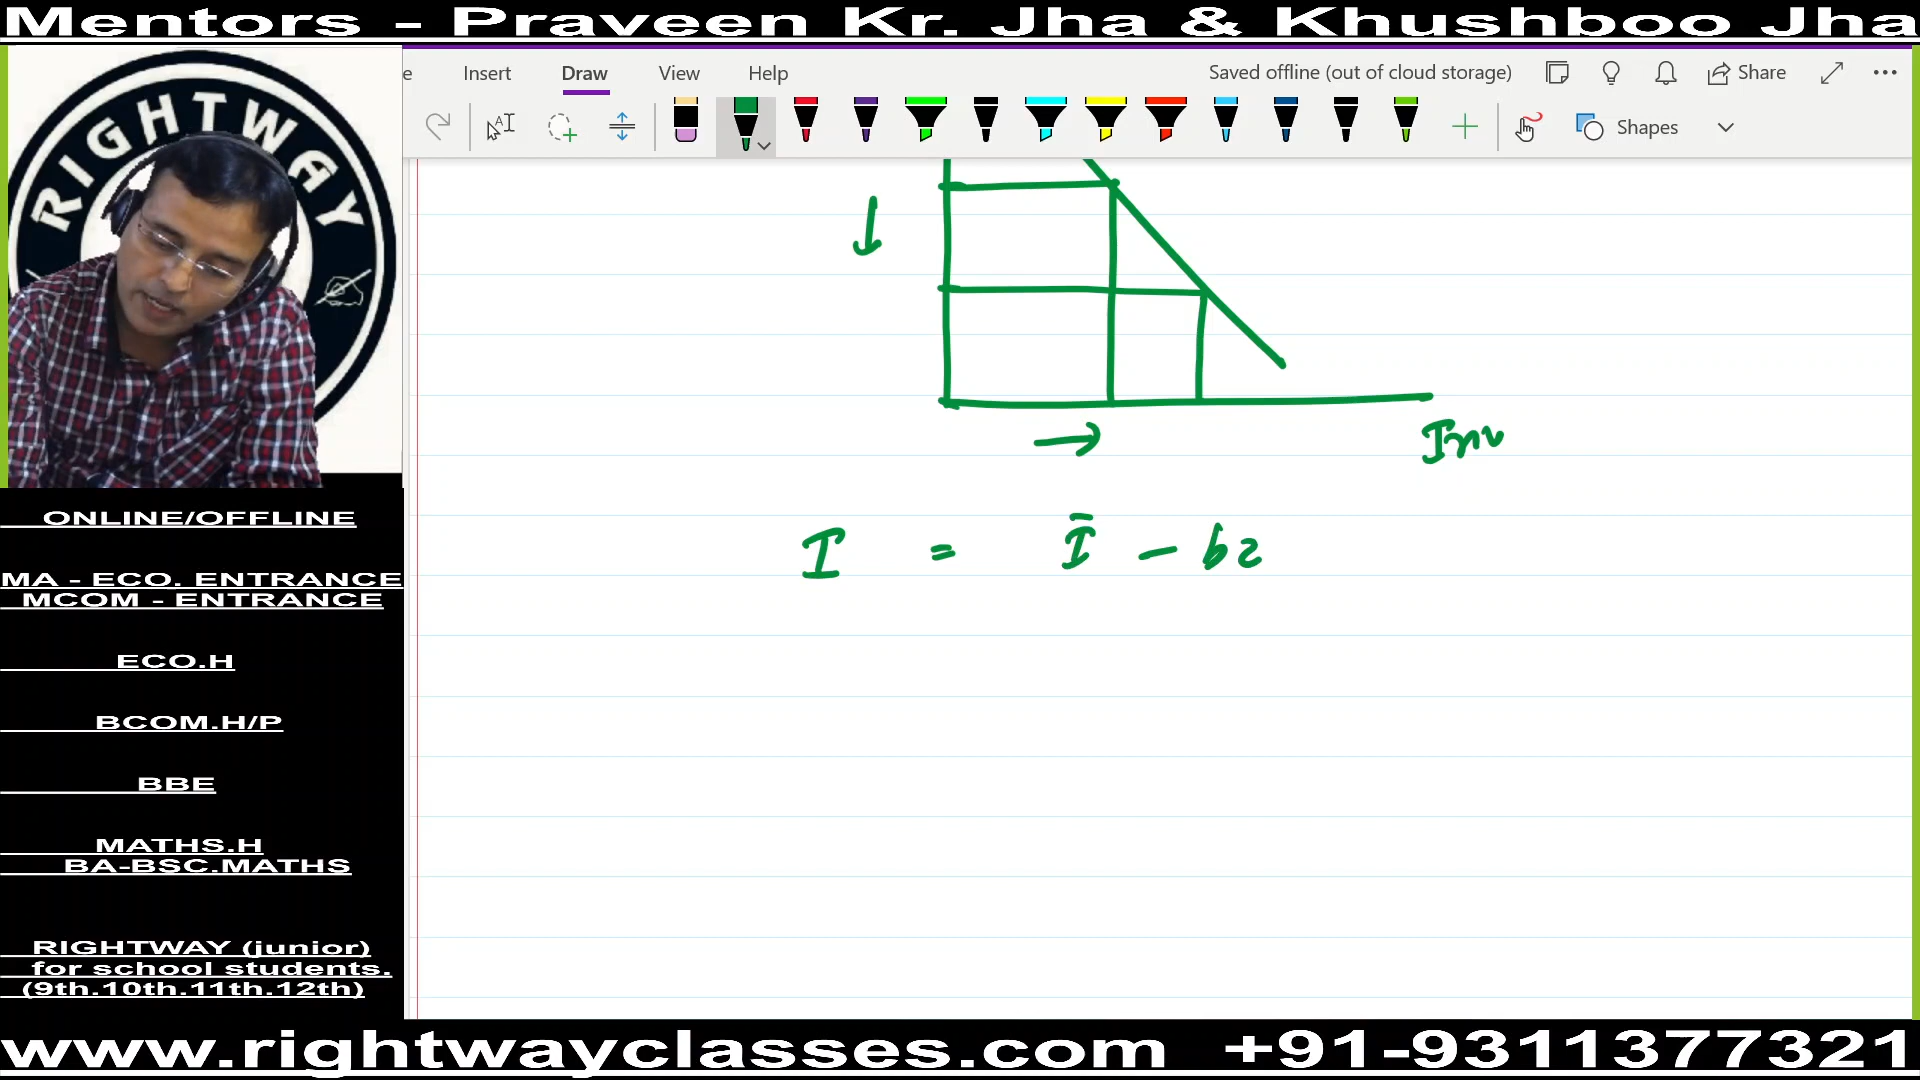 Mentors - Praveen Kr. Jha & Khushboo Jha
e Insert Draw View Help
Saved offline (out of cloud storage)
Share
Shapes
RIGHTWAY
Inv
I = Ī - br
ONLINE/OFFLINE
MA - ECO. ENTRANCE
MCOM - ENTRANCE
ECO.H
BCOM.H/P
BBE
MATHS.H
BA-BSC.MATHS
RIGHTWAY (junior)
for school students.
(9th.10th.11th.12th)
www.rightwayclasses.com +91-9311377321